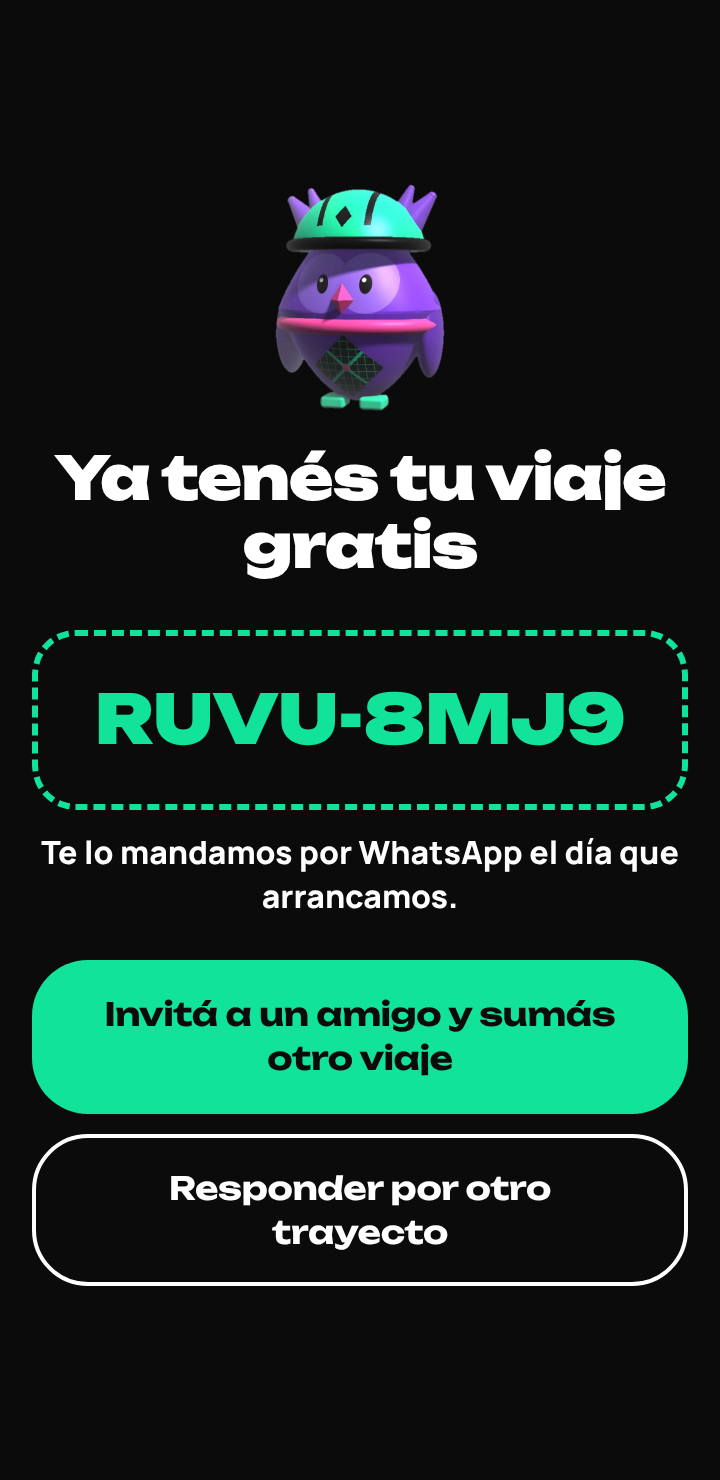 Ya tenés tu viaje
gratis
RUVU-8MJ9
Te lo mandamos por WhatsApp el día que
arrancamos.
Invitá a un amigo y sumás
otro viaje
Responder por otro
trayecto